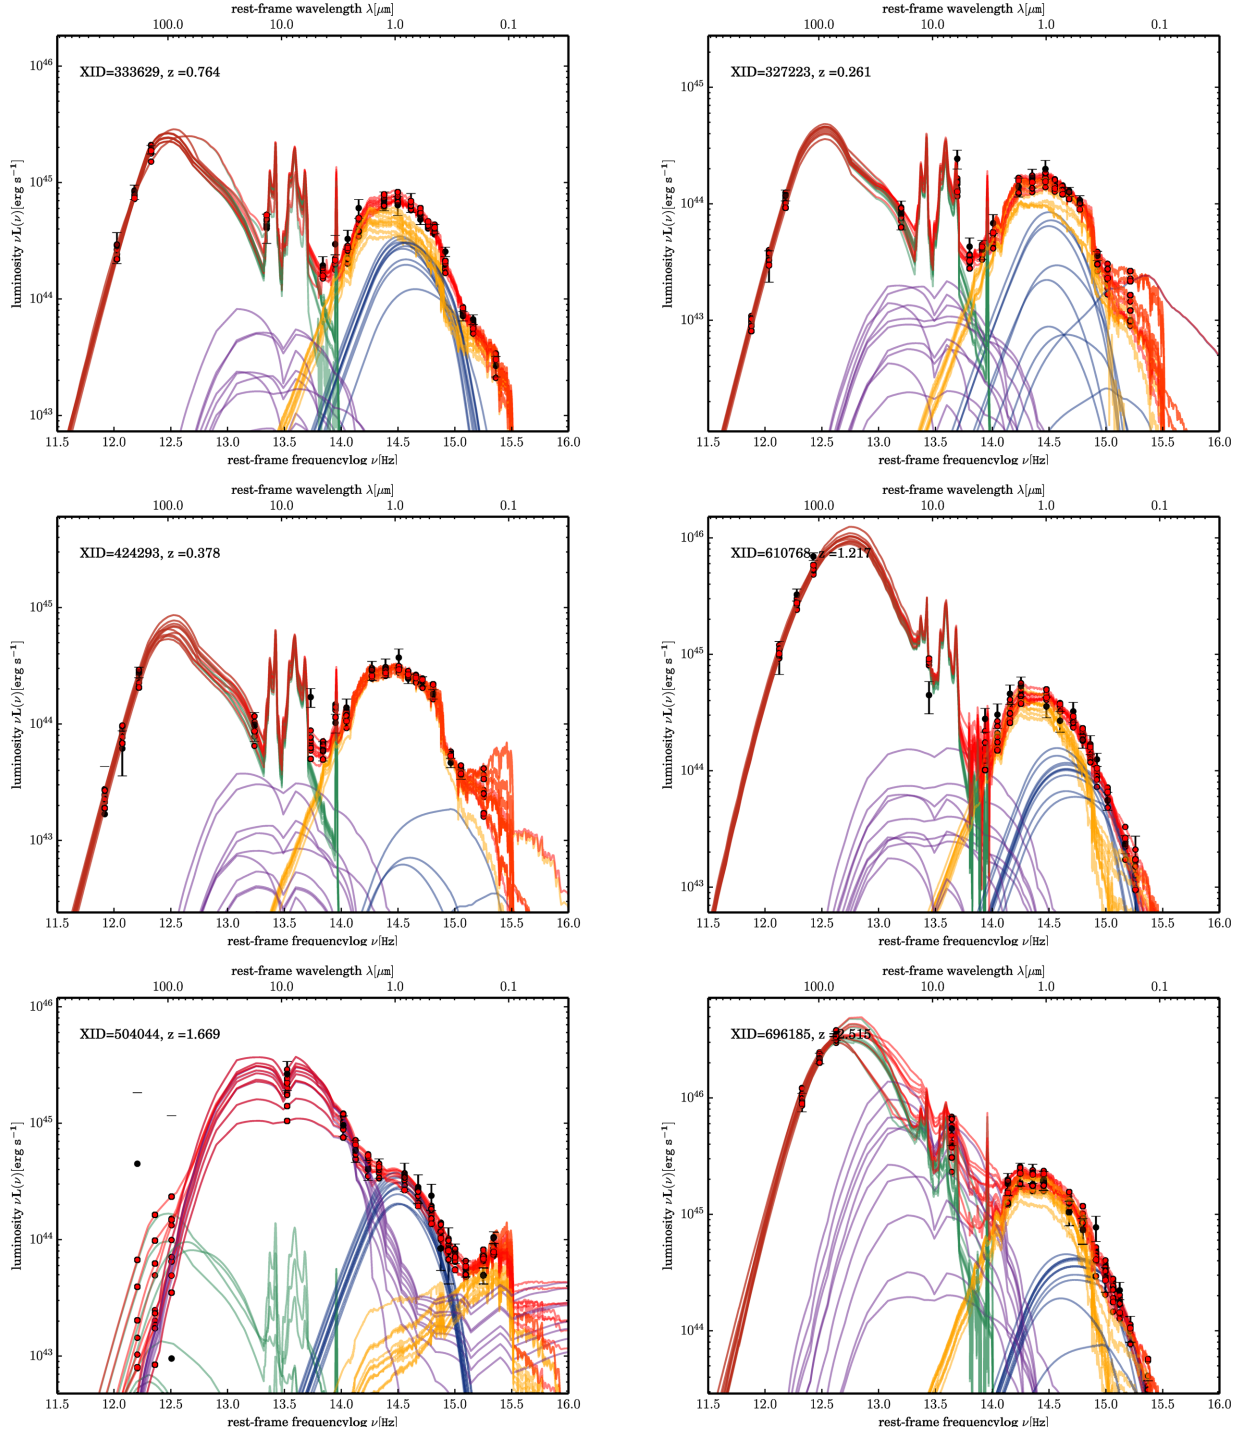 rest-frame wavelength λ[μm]
100.0 10.0 1.0 0.1
10^46
10^45
10^44
10^43
luminosity νL(ν)[erg s⁻¹]
XID=333629, z =0.764
11.5 12.0 12.5 13.0 13.5 14.0 14.5 15.0 15.5 16.0
rest-frame frequencylog ν[Hz]
rest-frame wavelength λ[μm]
100.0 10.0 1.0 0.1
10^45
10^44
10^43
luminosity νL(ν)[erg s⁻¹]
XID=327223, z =0.261
11.5 12.0 12.5 13.0 13.5 14.0 14.5 15.0 15.5 16.0
rest-frame frequencylog ν[Hz]
rest-frame wavelength λ[μm]
100.0 10.0 1.0 0.1
10^45
10^44
10^43
luminosity νL(ν)[erg s⁻¹]
XID=424293, z =0.378
11.5 12.0 12.5 13.0 13.5 14.0 14.5 15.0 15.5 16.0
rest-frame frequencylog ν[Hz]
rest-frame wavelength λ[μm]
100.0 10.0 1.0 0.1
10^46
10^45
10^44
10^43
luminosity νL(ν)[erg s⁻¹]
XID=610768, z =1.217
11.5 12.0 12.5 13.0 13.5 14.0 14.5 15.0 15.5 16.0
rest-frame frequencylog ν[Hz]
rest-frame wavelength λ[μm]
100.0 10.0 1.0 0.1
10^46
10^45
10^44
10^43
luminosity νL(ν)[erg s⁻¹]
XID=504044, z =1.669
11.5 12.0 12.5 13.0 13.5 14.0 14.5 15.0 15.5 16.0
rest-frame frequencylog ν[Hz]
rest-frame wavelength λ[μm]
100.0 10.0 1.0 0.1
10^46
10^45
10^44
luminosity νL(ν)[erg s⁻¹]
XID=696185, z =2.515
11.5 12.0 12.5 13.0 13.5 14.0 14.5 15.0 15.5 16.0
rest-frame frequencylog ν[Hz]